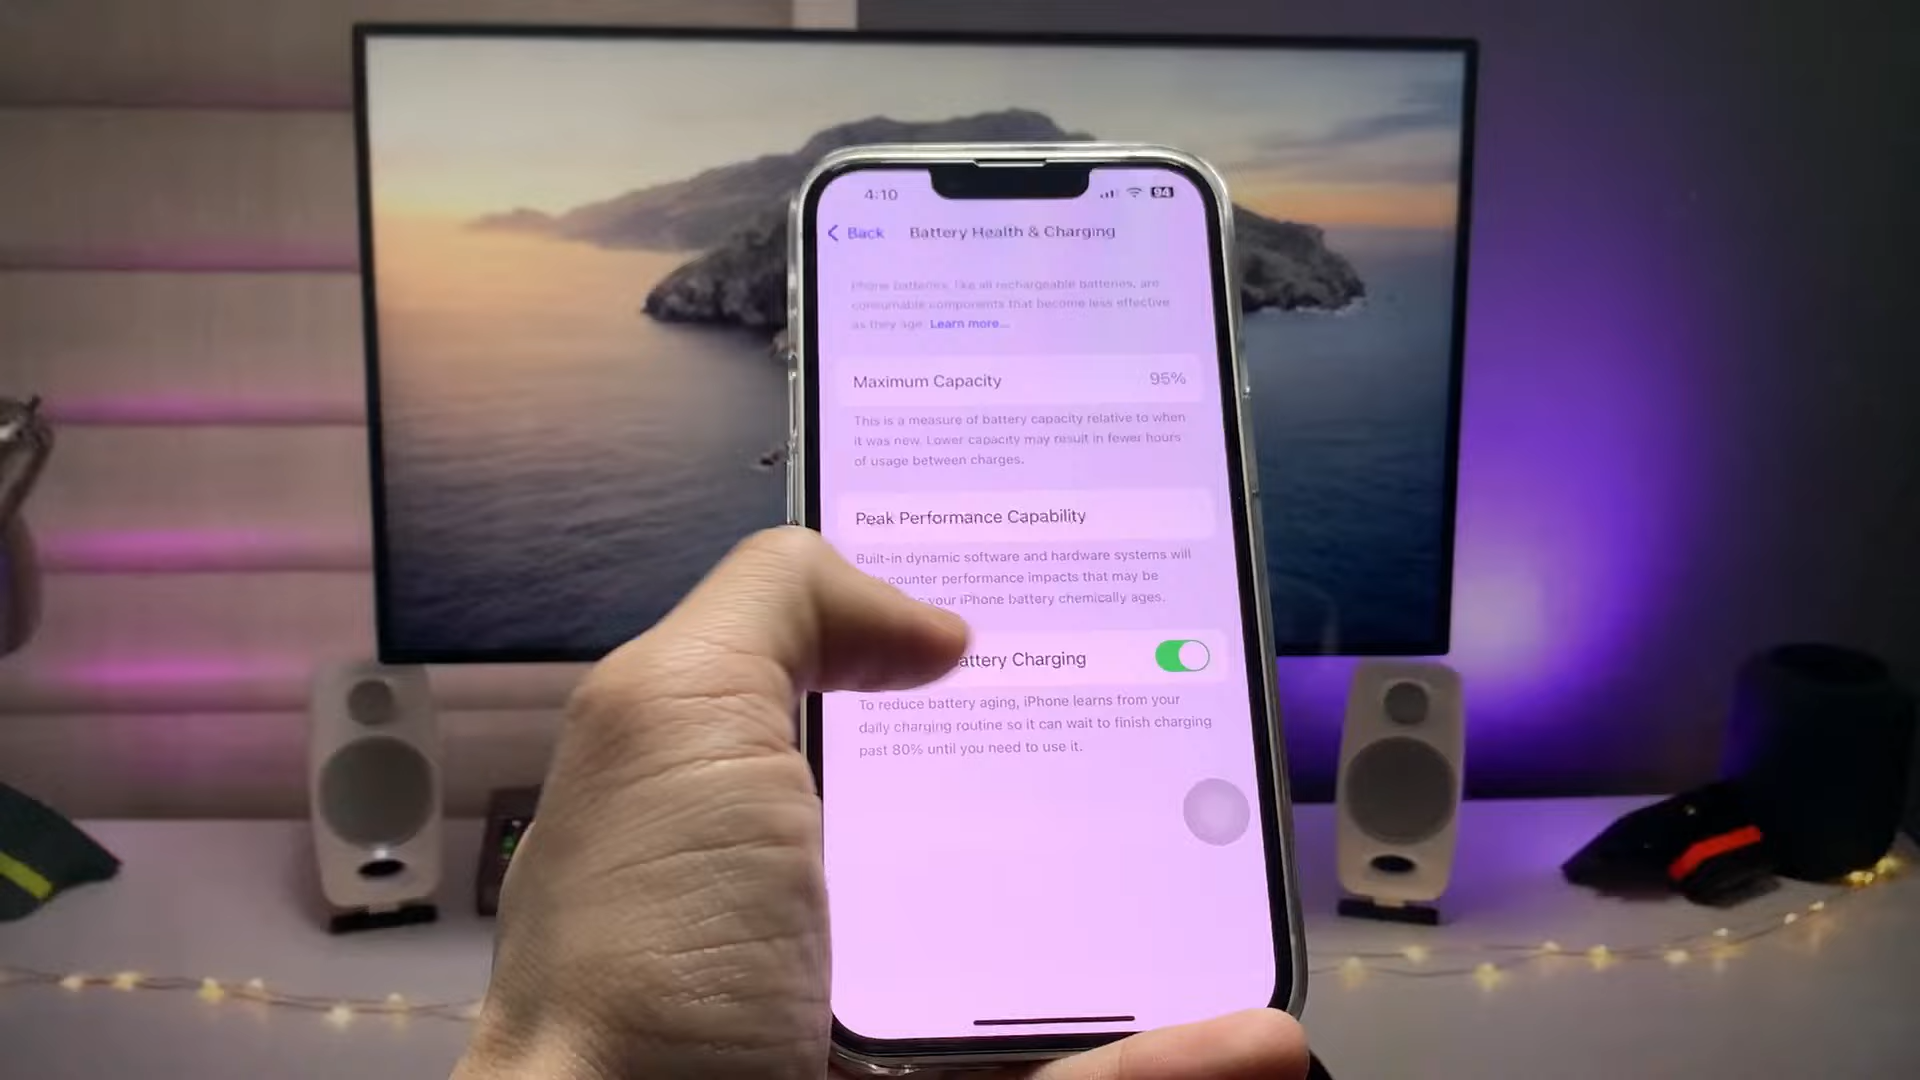 4:10
94
Back Battery Health & Charging
Phone batteries, like all rechargeable batteries, are
consumable components that become less effective
as they age. Learn more...
Maximum Capacity 95%
This is a measure of battery capacity relative to when
it was new. Lower capacity may result in fewer hours
of usage between charges.
Peak Performance Capability
Built-in dynamic software and hardware systems will
counter performance impacts that may be
your iPhone battery chemically ages.
attery Charging
To reduce battery aging, iPhone learns from your
daily charging routine so it can wait to finish charging
past 80% until you need to use it.